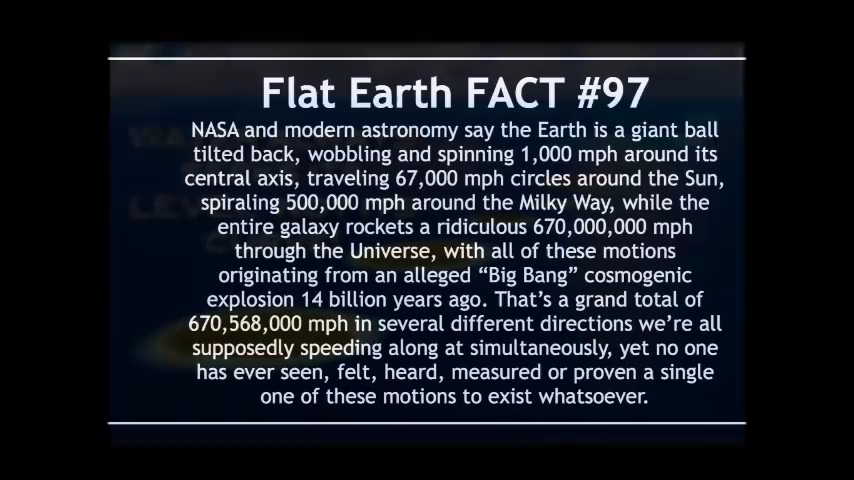 Flat Earth FACT #97
NASA and modern astronomy say the Earth is a giant ball
tilted back, wobbling and spinning 1,000 mph around its
central axis, traveling 67,000 mph circles around the Sun,
spiraling 500,000 mph around the Milky Way, while the
entire galaxy rockets a ridiculous 670,000,000 mph
through the Universe, with all of these motions
originating from an alleged “Big Bang” cosmogenic
explosion 14 billion years ago. That’s a grand total of
670,568,000 mph in several different directions we’re all
supposedly speeding along at simultaneously, yet no one
has ever seen, felt, heard, measured or proven a single
one of these motions to exist whatsoever.